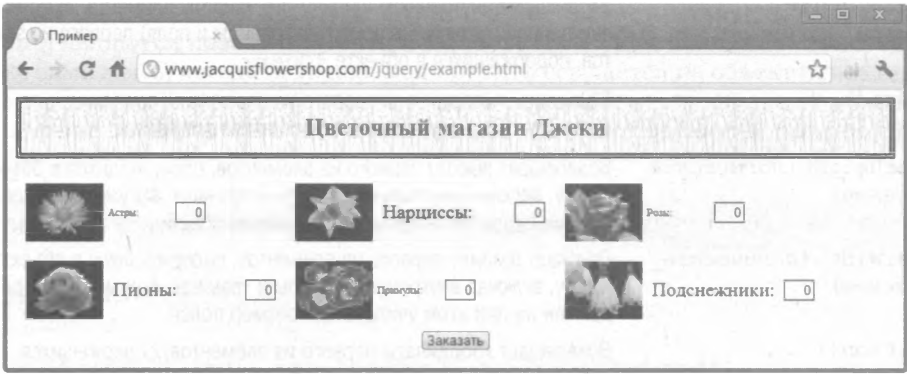 Пример
www.jacquisflowershop.com/jquery/example.html
Цветочный магазин Джеки
Астры: 0 Нарциссы: 0 Розы: 0
Пионы: 0 Примулы: 0 Подснежники: 0
Заказать